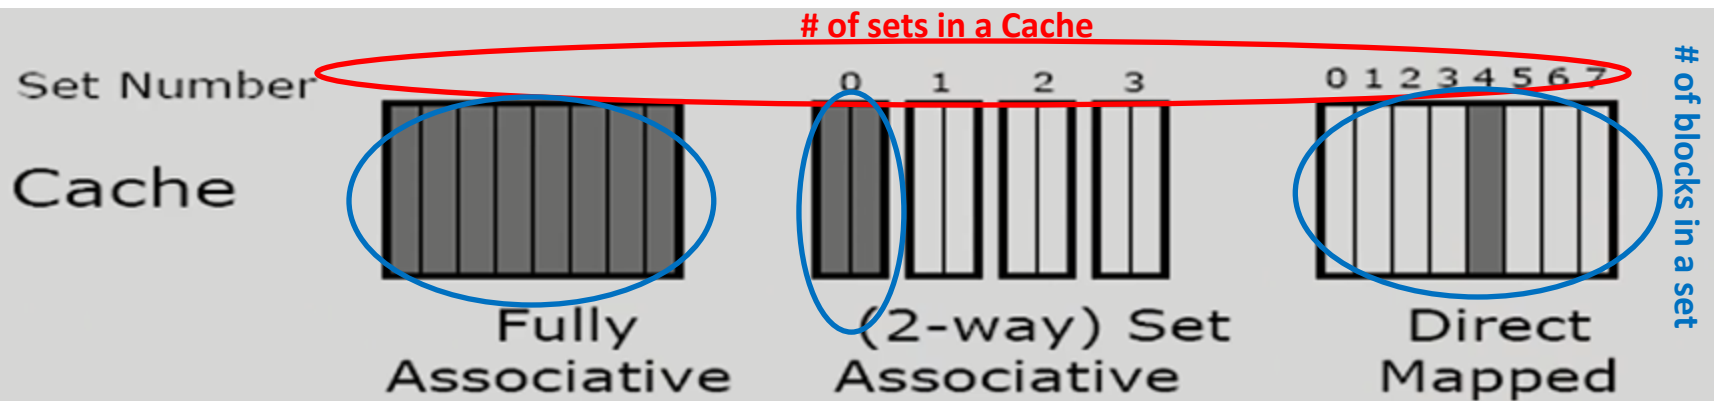 # of sets in a Cache
Set Number
0 1 2 3
0 1 2 3 4 5 6 7
# of blocks in a set
Cache
Fully
Associative
(2-way) Set
Associative
Direct
Mapped